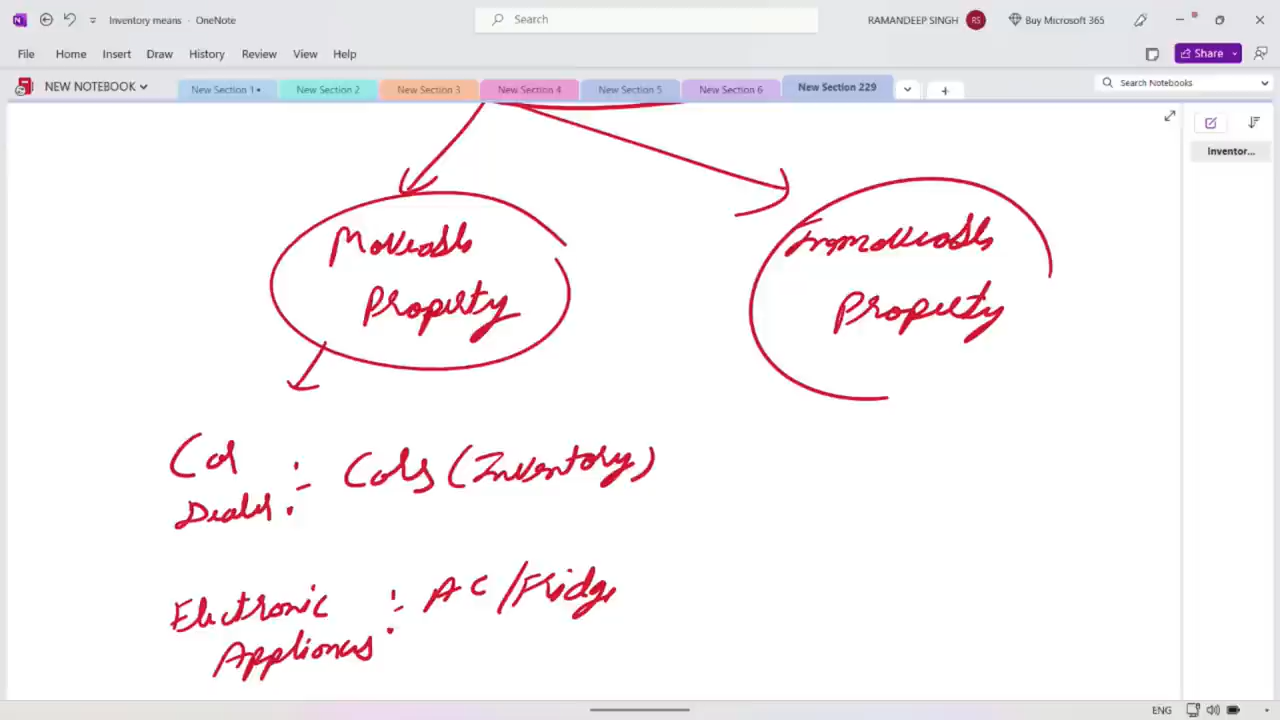 Inventory means - OneNote
Search
RAMANDEEP SINGH RS
Buy Microsoft 365
File Home Insert Draw History Review View Help
Share
NEW NOTEBOOK
New Section 1 New Section 2 New Section 3 New Section 4 New Section 5 New Section 6 New Section 229
Search Notebooks
Inventor...
Moveable
Property
Immoveable
Property
Car
Dealer :- Cars (Inventory)
Electronic
Appliances :- AC/Fridge
ENG